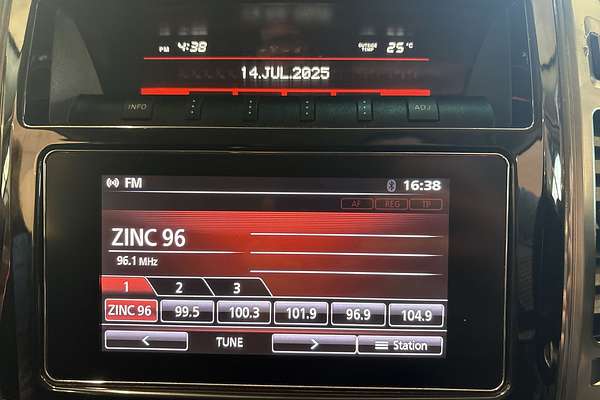 PM 4:38 OUTSIDE TEMP 25 °C
14.JUL.2025
INFO ADJ
FM 16:38
AF REG TP
ZINC 96
96.1 MHz
1 2 3
ZINC 96 99.5 100.3 101.9 96.9 104.9
< TUNE > Station